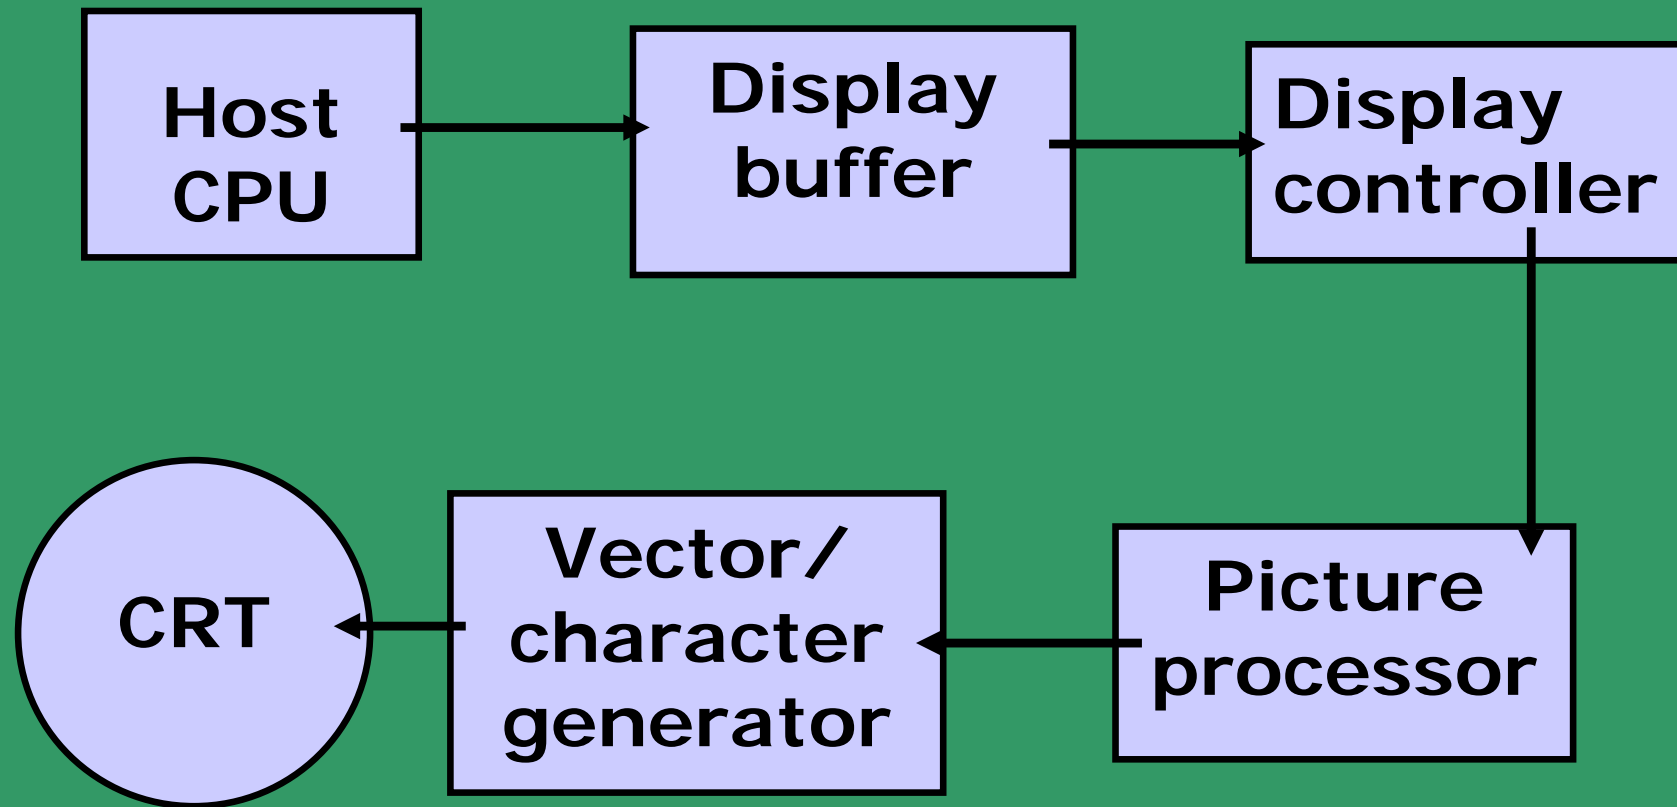 Host
CPU
Display
buffer
Display
controller
CRT
Vector/
character
generator
Picture
processor